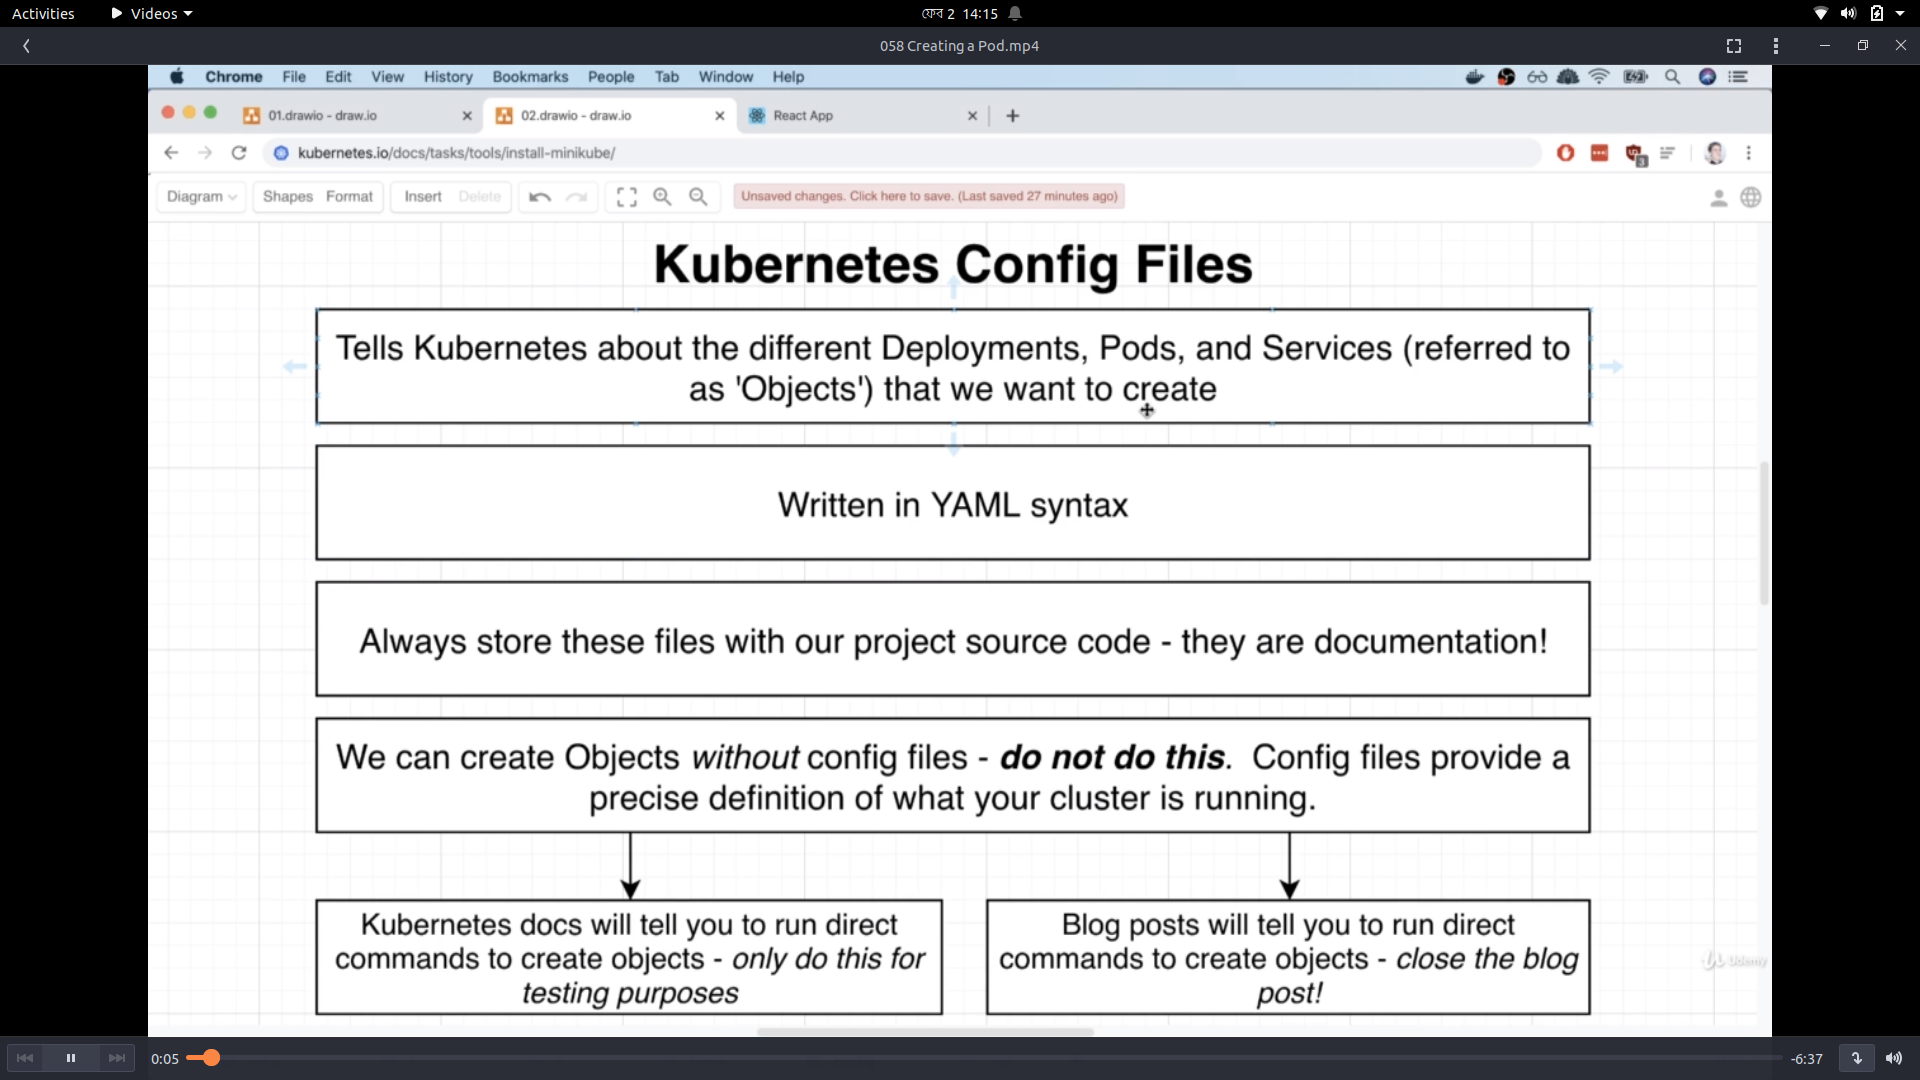 Activities
Videos
ফেব 2 14:15
058 Creating a Pod.mp4
Chrome File Edit View History Bookmarks People Tab Window Help
01.drawio - draw.io
02.drawio - draw.io
React App
kubernetes.io/docs/tasks/tools/install-minikube/
3
Diagram Shapes Format Insert Delete
Unsaved changes. Click here to save. (Last saved 27 minutes ago)
Kubernetes Config Files
Tells Kubernetes about the different Deployments, Pods, and Services (referred to
as 'Objects') that we want to create
Written in YAML syntax
Always store these files with our project source code - they are documentation!
We can create Objects without config files - do not do this. Config files provide a
precise definition of what your cluster is running.
Kubernetes docs will tell you to run direct
commands to create objects - only do this for
testing purposes
Blog posts will tell you to run direct
commands to create objects - close the blog
post!
Udemy
0:05
-6:37